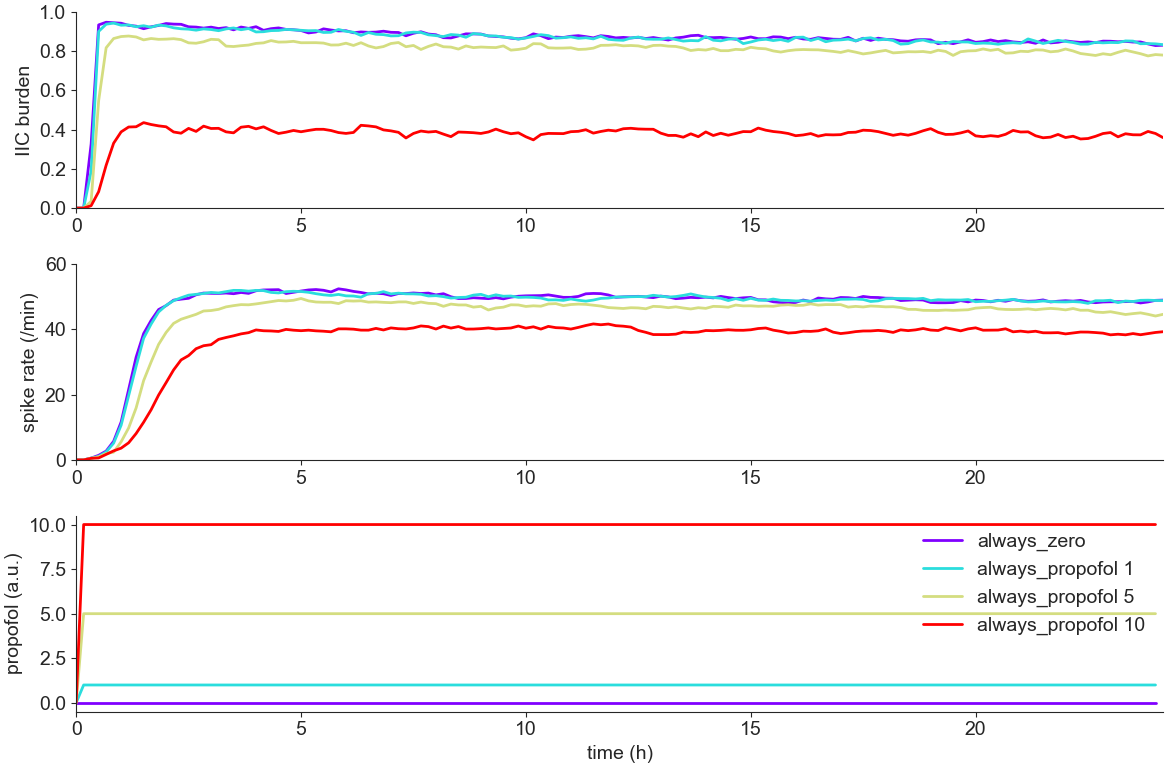 1.0
0.8
0.6
0.4
0.2
0.0
IIC burden
0 5 10 15 20
60
40
20
0
spike rate (/min)
0 5 10 15 20
10.0
7.5
5.0
2.5
0.0
propofol (a.u.)
always_zero
always_propofol 1
always_propofol 5
always_propofol 10
0 5 10 15 20
time (h)